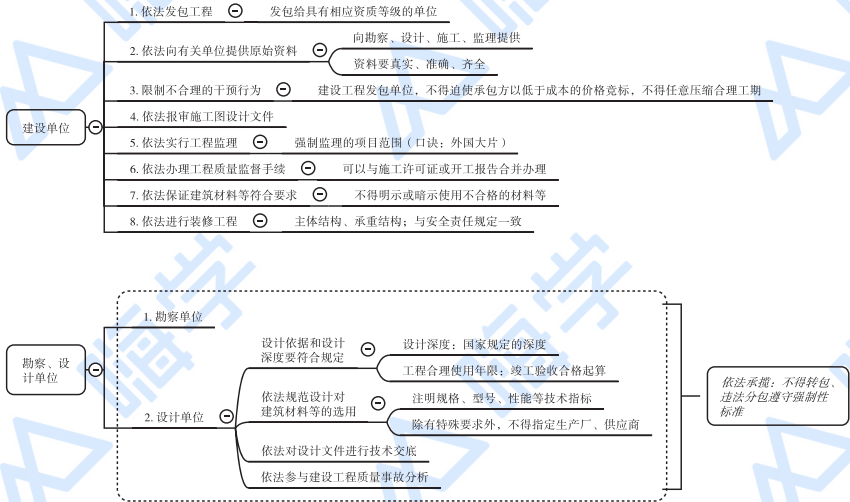 建设单位
1. 依法发包工程
发包给具有相应资质等级的单位
2. 依法向有关单位提供原始资料
向勘察、设计、施工、监理提供
资料要真实、准确、齐全
3. 限制不合理的干预行为
建设工程发包单位，不得迫使承包方以低于成本的价格竞标，不得任意压缩合理工期
4. 依法报审施工图设计文件
5. 依法实行工程监理
强制监理的项目范围（口诀：外国大片）
6. 依法办理工程质量监督手续
可以与施工许可证或开工报告合并办理
7. 依法保证建筑材料等符合要求
不得明示或暗示使用不合格的材料等
8. 依法进行装修工程
主体结构、承重结构；与安全责任规定一致
勘察、设
计单位
1. 勘察单位
2. 设计单位
设计依据和设计
深度要符合规定
设计深度：国家规定的深度
工程合理使用年限：竣工验收合格起算
依法规范设计对
建筑材料等的选用
注明规格、型号、性能等技术指标
除有特殊要求外，不得指定生产厂、供应商
依法对设计文件进行技术交底
依法参与建设工程质量事故分析
依法承揽：不得转包、
违法分包遵守强制性
标准
嗨学
嗨学